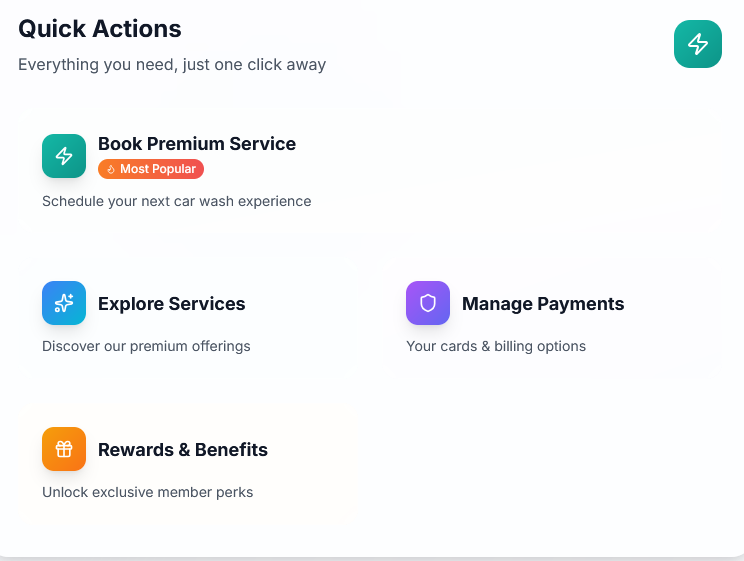 Quick Actions
Everything you need, just one click away
Book Premium Service
Most Popular
Schedule your next car wash experience
Explore Services
Discover our premium offerings
Manage Payments
Your cards & billing options
Rewards & Benefits
Unlock exclusive member perks